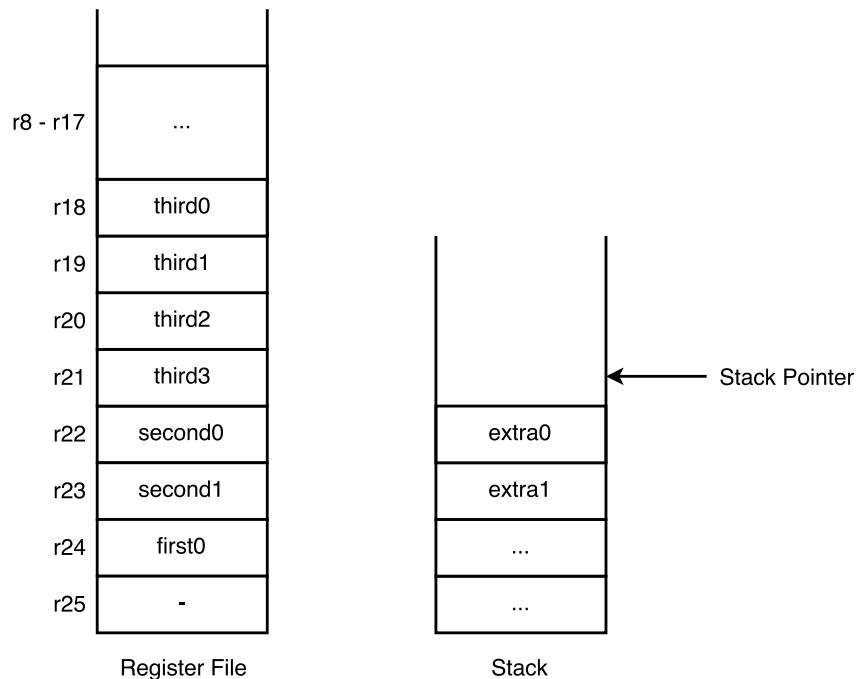 r8 - r17 ...
r18 third0
r19 third1
r20 third2
r21 third3 Stack Pointer
r22 second0 extra0
r23 second1 extra1
r24 first0 ...
r25 - ...
Register File Stack